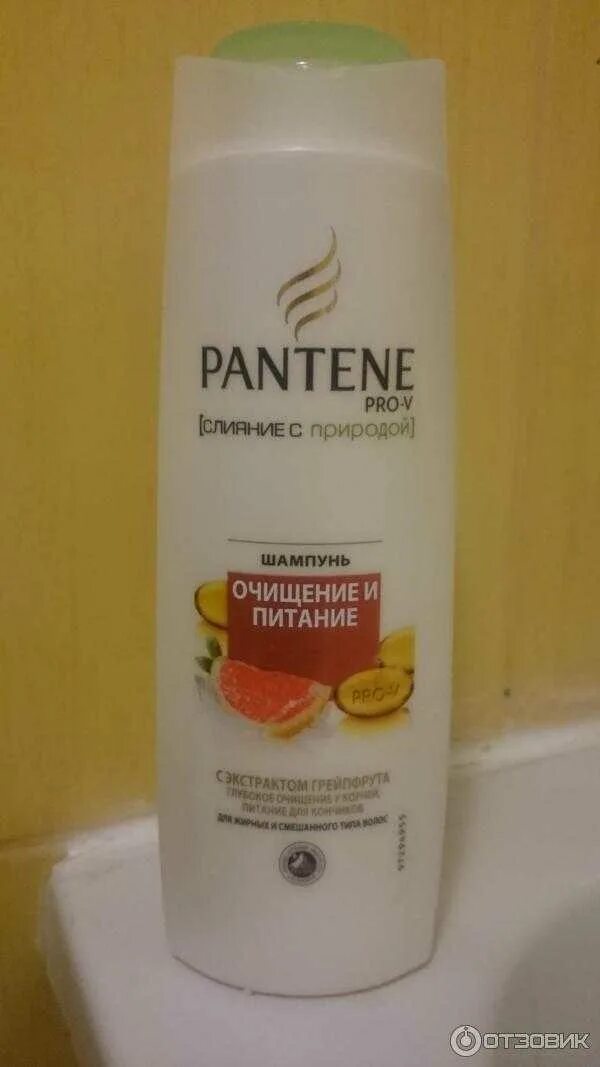 PANTENE
PRO-V
[СЛИЯНИЕ С природой]
ШАМПУНЬ
ОЧИЩЕНИЕ И
ПИТАНИЕ
PRO-V
С ЭКСТРАКТОМ ГРЕЙПФРУТА
ГЛУБОКОЕ ОЧИЩЕНИЕ У КОРНЕЙ,
ПИТАНИЕ ДЛЯ КОНЧИКОВ
ДЛЯ ЖИРНЫХ И СМЕШАННОГО ТИПА ВОЛОС
ОТЗОВИК